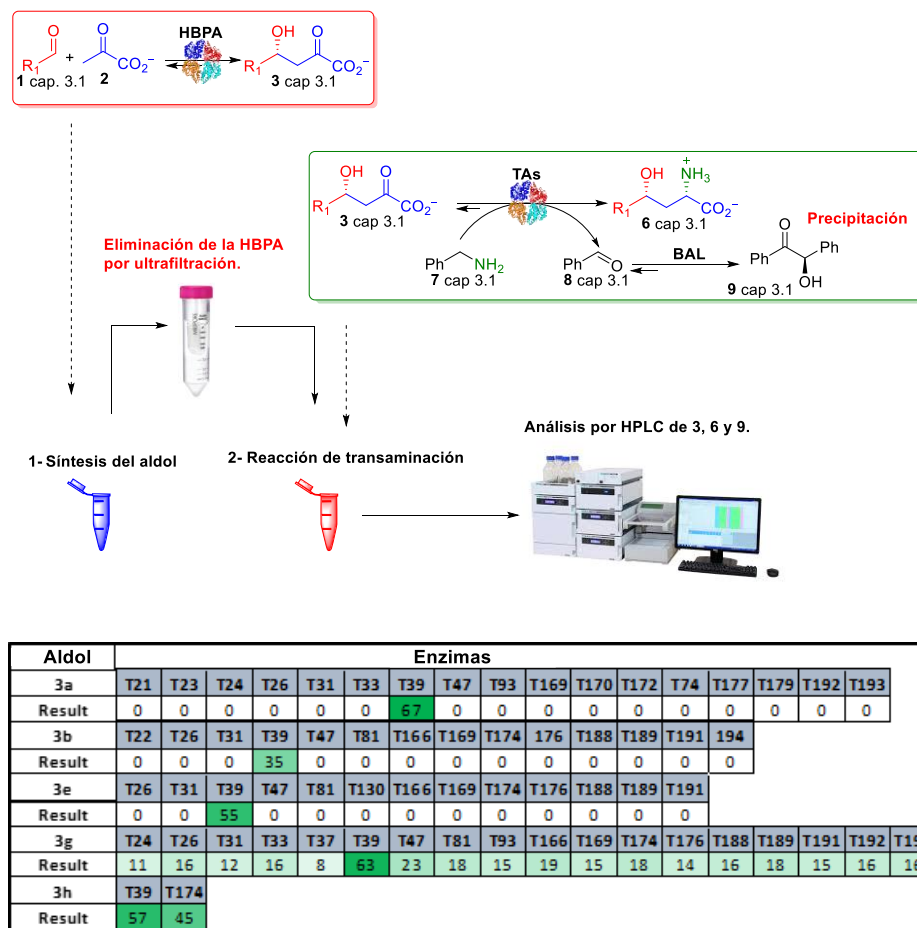 HBPA
1 cap. 3.1
+
2
3 cap 3.1
O
R1
O
CO2-
OH
O
R1
CO2-
OH
O
R1
CO2-
3 cap 3.1
TAs
OH
+
NH3
R1
CO2-
6 cap 3.1
Precipitación
Eliminación de la HBPA
por ultrafiltración.
Ph
NH2
7 cap 3.1
Ph
O
8 cap 3.1
BAL
O
Ph
Ph
OH
9 cap 3.1
Análisis por HPLC de 3, 6 y 9.
1- Síntesis del aldol
2- Reacción de transaminación
Aldol Enzimas
3a T21 T23 T24 T26 T31 T33 T39 T47 T93 T169 T170 T172 T74 T177 T179 T192 T193
Result 0 0 0 0 0 0 67 0 0 0 0 0 0 0 0 0 0
3b T22 T26 T31 T39 T47 T81 T166 T169 T174 176 T188 T189 T191 194
Result 0 0 0 35 0 0 0 0 0 0 0 0 0 0
3e T26 T31 T39 T47 T81 T130 T166 T169 T174 T176 T188 T189 T191
Result 0 0 55 0 0 0 0 0 0 0 0 0 0
3g T24 T26 T31 T33 T37 T39 T47 T81 T93 T166 T169 T174 T176 T188 T189 T191 T192
Result 11 16 12 16 8 63 23 18 15 19 15 18 14 16 18 15 16
3h T39 T174
Result 57 45